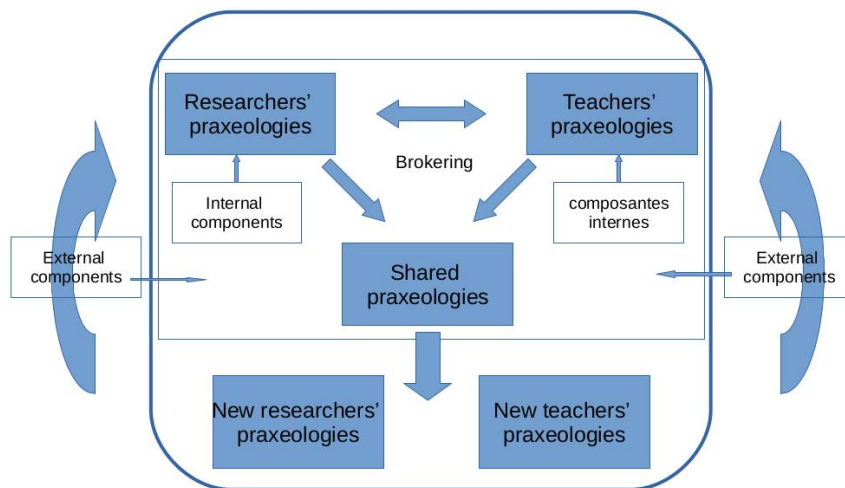 Researchers'
praxeologies
Teachers'
praxeologies
Brokering
Internal
components
composantes
internes
External
components
Shared
praxeologies
External
components
New researchers'
praxeologies
New teachers'
praxeologies